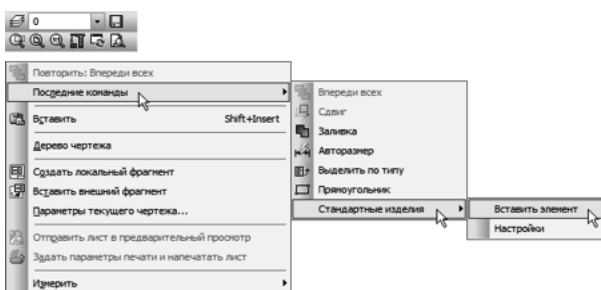 0
Повторить: Впереди всех
Последние команды
Вставить Shift+Insert
Дерево чертежа
Создать локальный фрагмент
Вставить внешний фрагмент
Параметры текущего чертежа...
Отправить лист в предварительный просмотр
Задать параметры печати и напечатать лист
Измерить
Впереди всех
Сдвиг
Заливка
Авторазмер
Выделить по типу
Прямоугольник
Стандартные изделия
Вставить элемент
Настройки